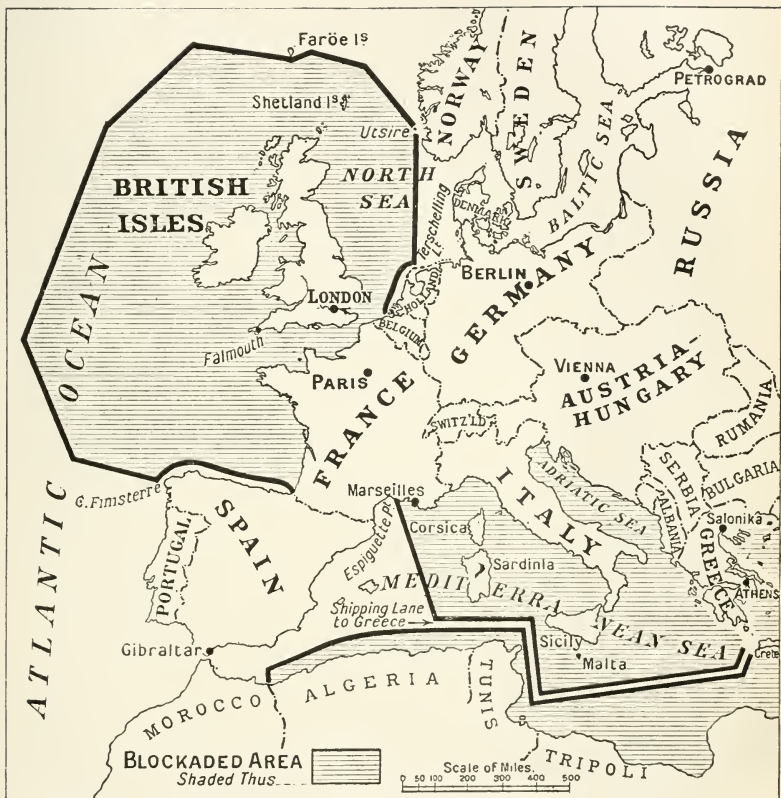 Faröe Is
Shetland Is
Utsire
NORWAY
SWEDEN
PETROGRAD
BALTIC SEA
BRITISH
ISLES
NORTH
SEA
DENMARK
RUSSIA
Terschelling
Lt.
BERLIN
GERMANY
HOLLAND
LONDON
BELGIUM
Falmouth
OCEAN
PARIS
FRANCE
VIENNA
AUSTRIA-
HUNGARY
SWITZ'LD
RUMANIA
C. Finisterre
Marseilles
ITALY
ADRIATIC SEA
SERBIA
BULGARIA
ALBANIA
ATLANTIC
SPAIN
PORTUGAL
Espiguette Pt.
Corsica
Salonika
GREECE
Sardinia
MEDITERRANEAN SEA
ATHENS
Shipping Lane
to Greece
Sicily
Malta
Crete
Gibraltar
MOROCCO
ALGERIA
TUNIS
TRIPOLI
BLOCKADED AREA
Shaded Thus
Scale of Miles.
0 50 100 200 300 400 500